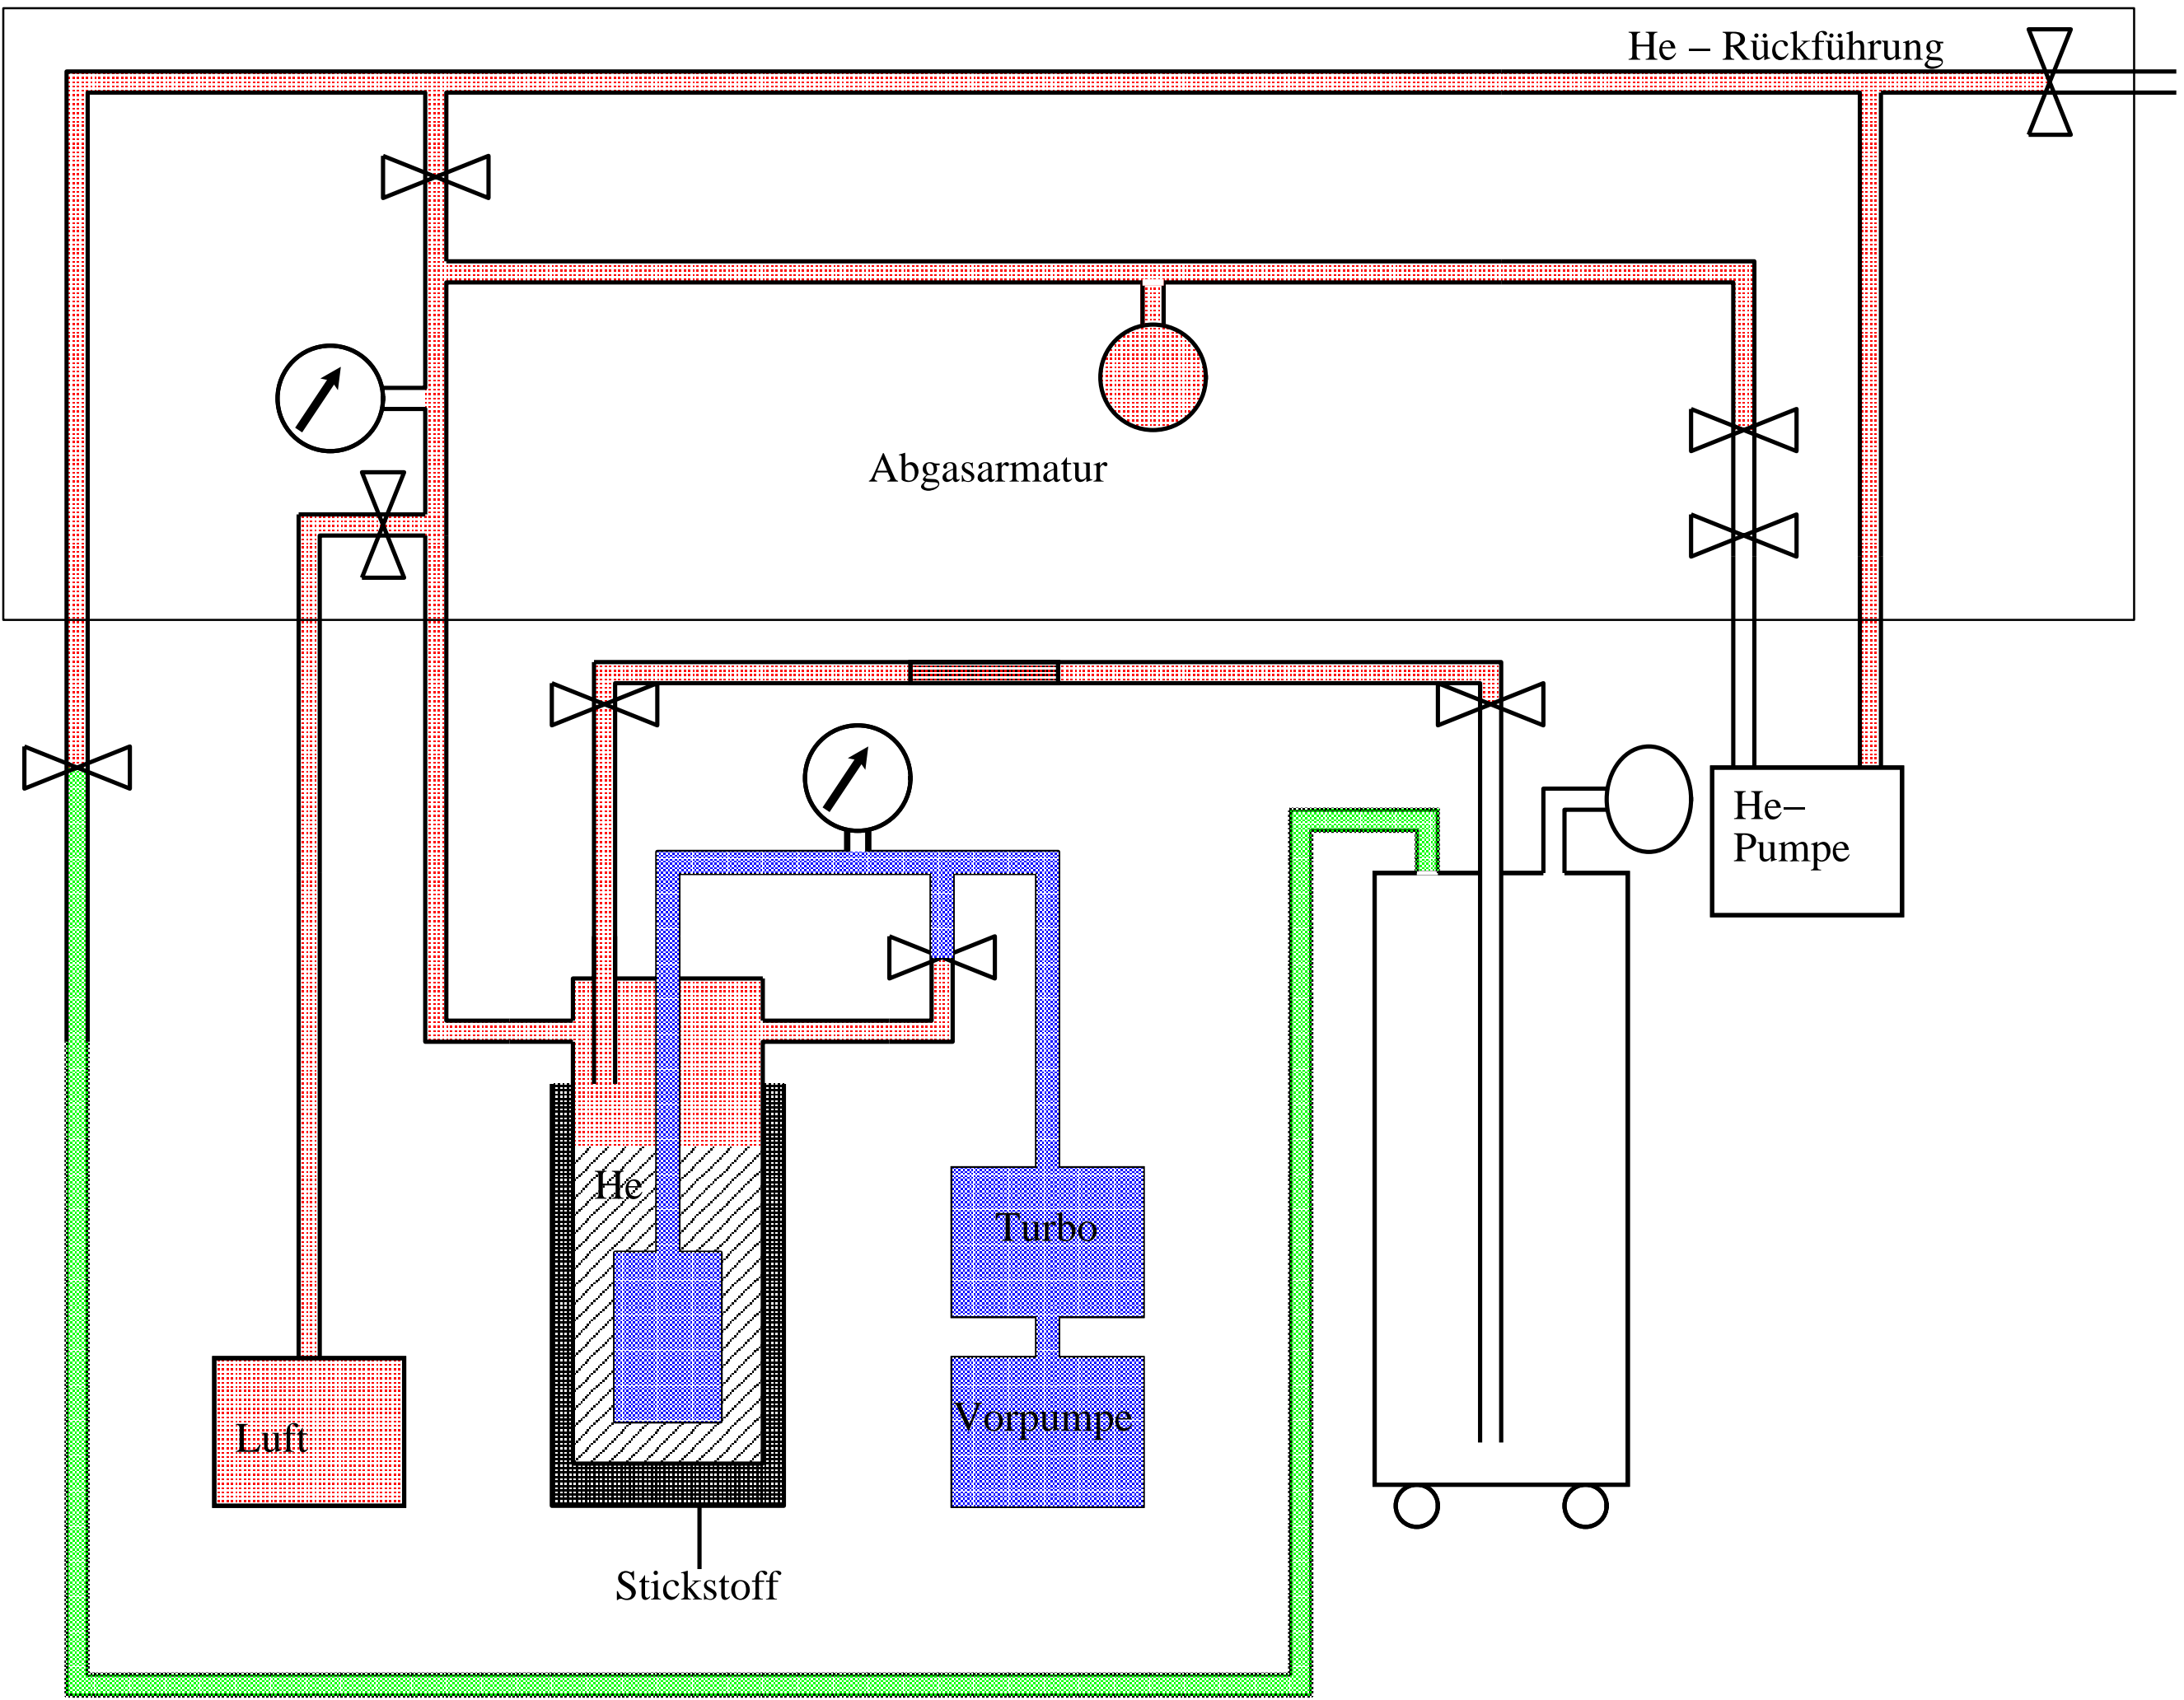 He – Rückführung
Abgasarmatur
He–
Pumpe
He
Turbo
Vorpumpe
Luft
Stickstoff